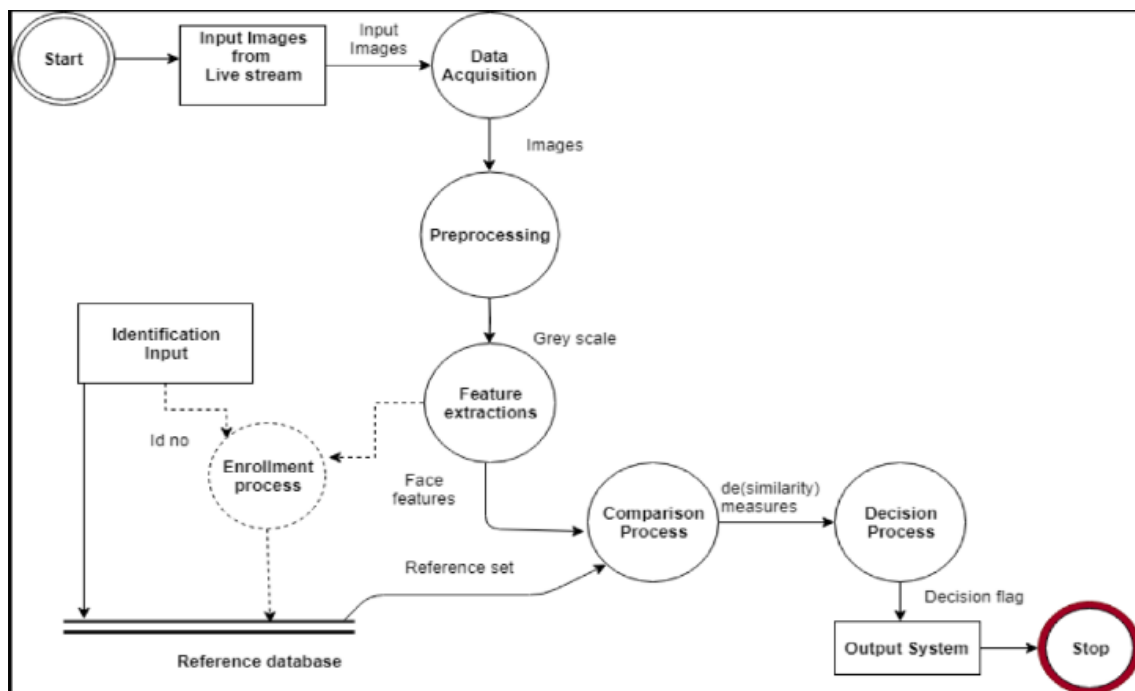 Start
Input Images
from
Live stream
Input
Images
Data
Acquisition
Images
Preprocessing
Grey scale
Identification
Input
Feature
extractions
Id no
Enrollment
process
Face
features
Comparison
Process
de(similarity)
measures
Decision
Process
Reference set
Decision flag
Output System
Stop
Reference database